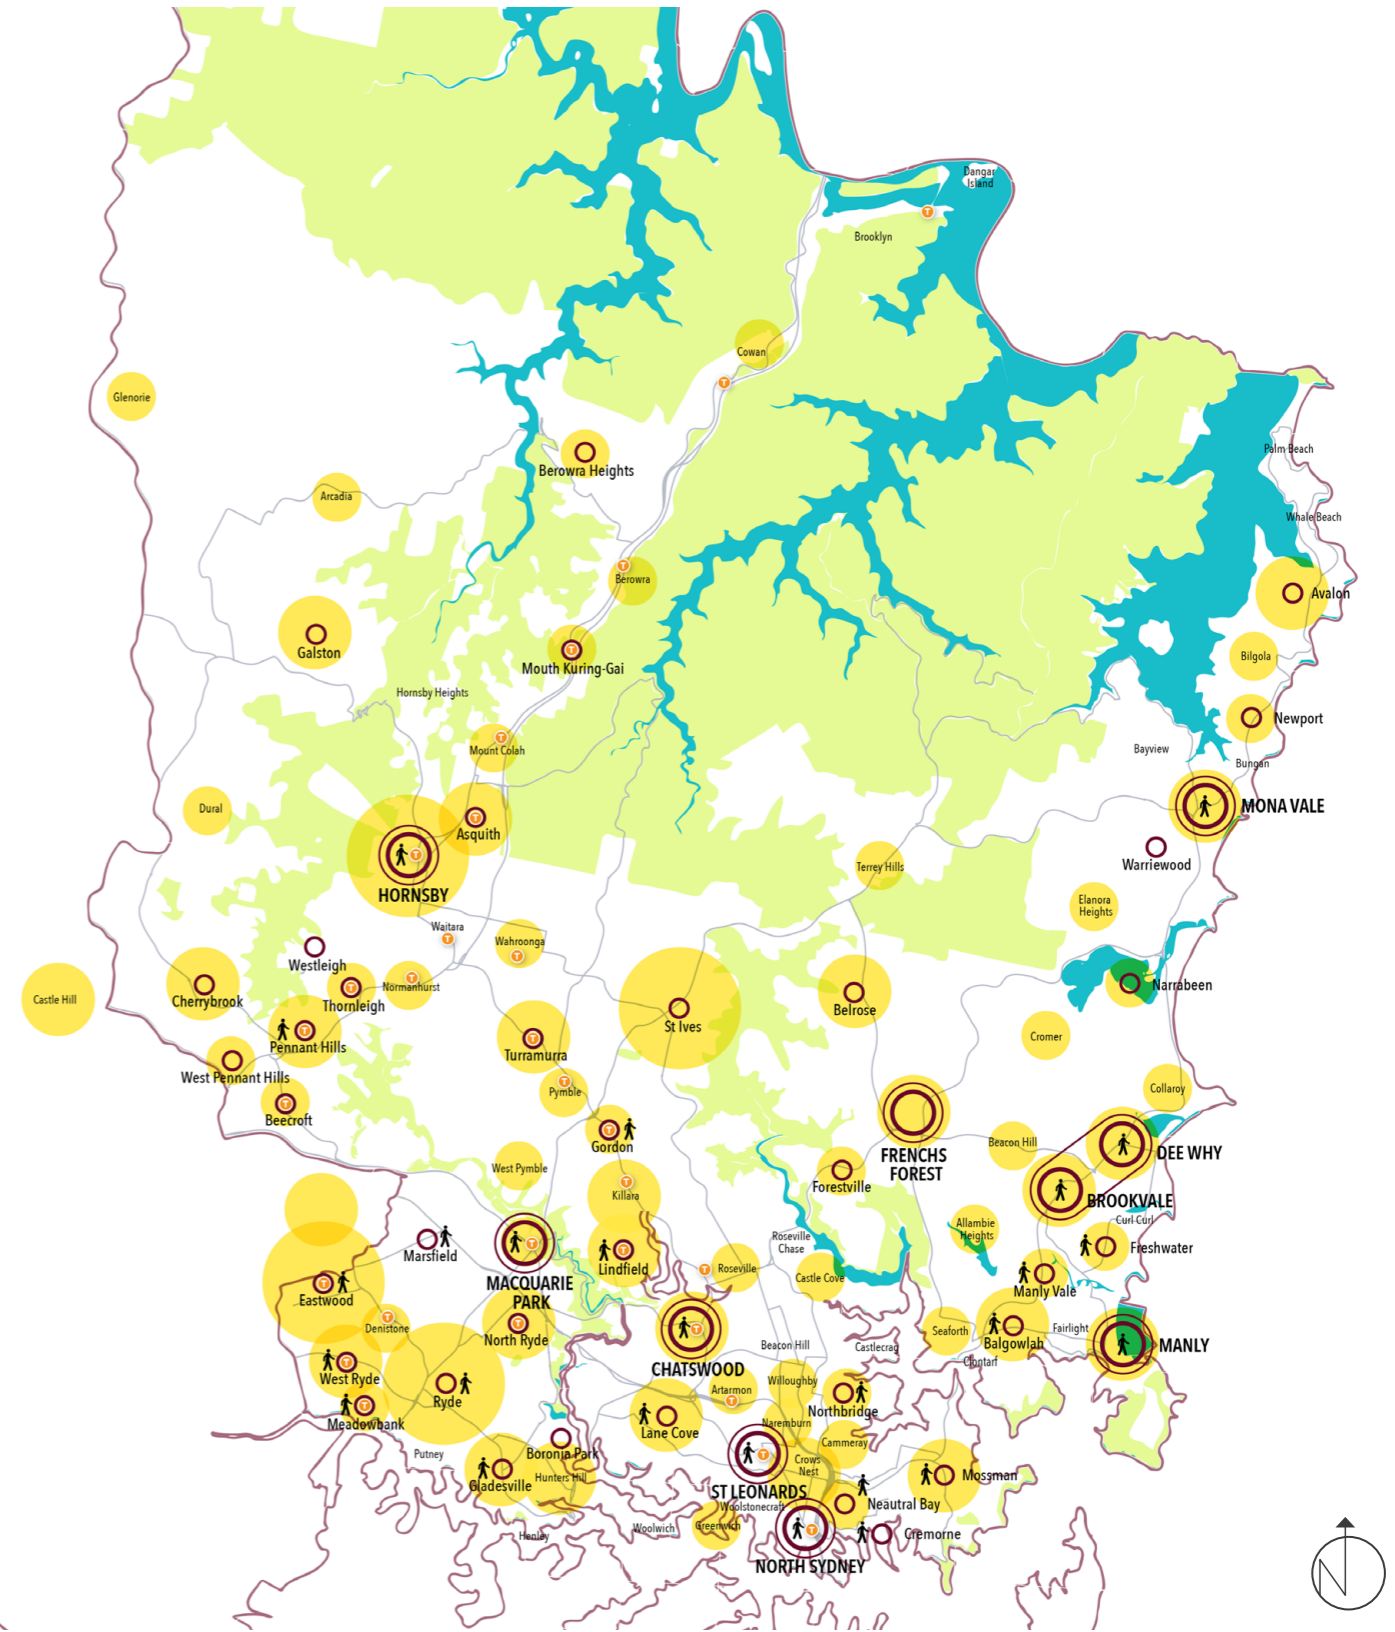 Dangar
Island
T
Brooklyn
Cowan
T
Glenorie
Palm Beach
Berowra Heights
Arcadia
Whale Beach
T
Berowra
Avalon
Galston
T
Mouth Kuring-Gai
Bilgola
Hornsby Heights
Newport
T
Mount Colah
Bayview
Bungan
MONA VALE
Dural
T
Asquith
Warriewood
T
HORNSBY
Terrey Hills
Elanora
Heights
Waitara
T
Wahroonga
T
Westleigh
T
Normanhurst
Narrabeen
Castle Hill
Cherrybrook
T
Thornleigh
Belrose
St Ives
T
Pennant Hills
T
Turramurra
Cromer
West Pennant Hills
T
Pymble
Collaroy
T
Beecroft
T
Gordon
Beacon Hill
DEE WHY
FRENCHS
FOREST
West Pymble
T
Killara
Forestville
BROOKVALE
Curl Curl
Allambie
Heights
Marsfield
T
MACQUARIE
PARK
T
Lindfield
Roseville
Chase
Freshwater
T
Roseville
Castle Cove
Manly Vale
T
Eastwood
T
Denistone
T
North Ryde
T
CHATSWOOD
Seaforth
Balgowlah
Fairlight
MANLY
Beacon Hill
Castlecrag
Clontarf
T
West Ryde
Ryde
Willoughby
Artarmon
T
Northbridge
T
Meadowbank
Lane Cove
Naremburn
Cammeray
Putney
Boronia Park
T
Crows
Nest
Gladesville
Hunters Hill
ST LEONARDS
Mossman
Woolstonecraft
Neautral Bay
Henley
Woolwich
Greenwich
T
Cremorne
NORTH SYDNEY
N